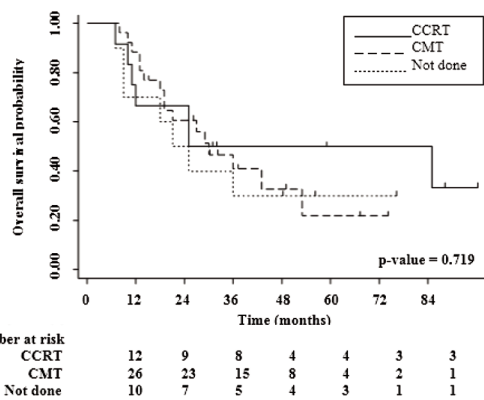 CCRT
CMT
Not done
Overall survival probability
1.00
0.80
0.60
0.40
0.20
0.00
p-value = 0.719
0 12 24 36 48 60 72 84
Time (months)
ber at risk
CCRT 12 9 8 4 4 3 3
CMT 26 23 15 8 4 2 1
Not done 10 7 5 4 3 1 1